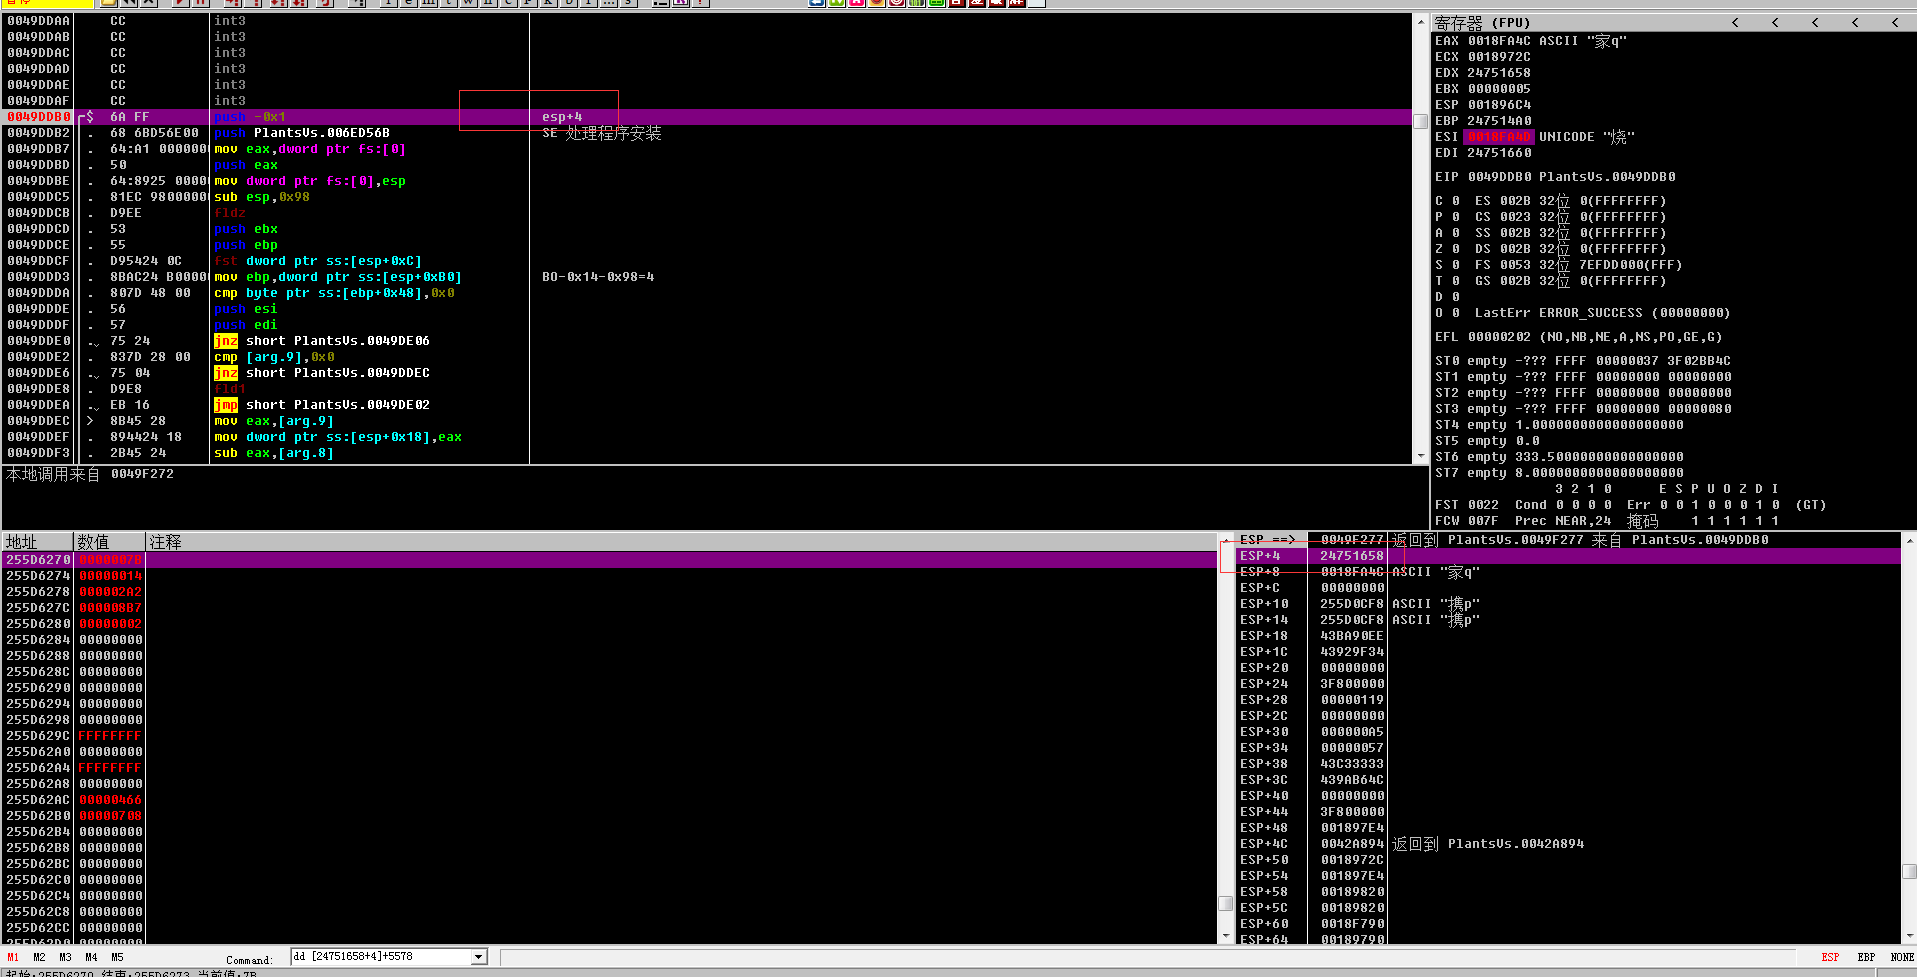 0049DDAA CC int3
0049DDAB CC int3
0049DDAC CC int3
0049DDAD CC int3
0049DDAE CC int3
0049DDAF CC int3
0049DDB0 $ 6A FF push -0x1 esp+4
0049DDB2 . 68 6BD56E00 push PlantsVs.006ED56B SE 处理程序安装
0049DDB7 . 64:A1 0000000 mov eax,dword ptr fs:[0]
0049DDBD . 50 push eax
0049DDBE . 64:8925 0000 mov dword ptr fs:[0],esp
0049DDC5 . 81EC 9800000 sub esp,0x98
0049DDCB . D9EE fldz
0049DDCD . 53 push ebx
0049DDCE . 55 push ebp
0049DDCF . D95424 0C fst dword ptr ss:[esp+0xC]
0049DDD3 . 8BAC24 B0000 mov ebp,dword ptr ss:[esp+0xB0] BO-0x14-0x98=4
0049DDDA . 807D 48 00 cmp byte ptr ss:[ebp+0x48],0x0
0049DDDE . 56 push esi
0049DDDF . 57 push edi
0049DDE0 . 75 24 jnz short PlantsVs.0049DE06
0049DDE2 . 837D 28 00 cmp [arg.9],0x0
0049DDE6 . 75 04 jnz short PlantsVs.0049DDEC
0049DDE8 . D9E8 fld1
0049DDEA . EB 16 jmp short PlantsVs.0049DE02
0049DDEC > 8B45 28 mov eax,[arg.9]
0049DDEF . 894424 18 mov dword ptr ss:[esp+0x18],eax
0049DDF3 . 2B45 24 sub eax,[arg.8]
本地调用来自 0049F272
寄存器 (FPU) < < < < <
EAX 0018FA4C ASCII "家q"
ECX 0018972C
EDX 24751658
EBX 00000005
ESP 001896C4
EBP 247514A0
ESI 0018FA4D UNICODE "烧"
EDI 24751660
EIP 0049DDB0 PlantsVs.0049DDB0
C 0 ES 002B 32位 0(FFFFFFFF)
P 0 CS 0023 32位 0(FFFFFFFF)
A 0 SS 002B 32位 0(FFFFFFFF)
Z 0 DS 002B 32位 0(FFFFFFFF)
S 0 FS 0053 32位 7EFDD000(FFF)
T 0 GS 002B 32位 0(FFFFFFFF)
D 0
O 0 LastErr ERROR_SUCCESS (00000000)
EFL 00000202 (NO,NB,NE,A,NS,PO,GE,G)
ST0 empty -??? FFFF 00000037 3F02BB4C
ST1 empty -??? FFFF 00000000 00000000
ST2 empty -??? FFFF 00000000 00000000
ST3 empty -??? FFFF 00000000 00000080
ST4 empty 1.0000000000000000000
ST5 empty 0.0
ST6 empty 333.50000000000000000
ST7 empty 8.0000000000000000000
3 2 1 0 E S P U O Z D I
FST 0022 Cond 0 0 0 0 Err 0 0 1 0 0 0 1 0 (GT)
FCW 007F Prec NEAR,24 掩码 1 1 1 1 1 1
地址 数值 注释
255D6270 0000007B
255D6274 00000014
255D6278 000002A2
255D627C 000008B7
255D6280 00000002
255D6284 00000000
255D6288 00000000
255D628C 00000000
255D6290 00000000
255D6294 00000000
255D6298 00000000
255D629C FFFFFFFF
255D62A0 00000000
255D62A4 FFFFFFFF
255D62A8 00000000
255D62AC 00000466
255D62B0 00000708
255D62B4 00000000
255D62B8 00000000
255D62BC 00000000
255D62C0 00000000
255D62C4 00000000
255D62C8 00000000
255D62CC 00000000
255D62D0 00000000
ESP ==> 0049F277 返回到 PlantsVs.0049F277 来自 PlantsVs.0049DDB0
ESP+4 24751658
ESP+8 0018FA4C ASCII "家q"
ESP+C 00000000
ESP+10 255D0CF8 ASCII "携p"
ESP+14 255D0CF8 ASCII "携p"
ESP+18 43BA90EE
ESP+1C 43929F34
ESP+20 00000000
ESP+24 3F800000
ESP+28 00000119
ESP+2C 00000000
ESP+30 000000A5
ESP+34 00000057
ESP+38 43C33333
ESP+3C 439AB64C
ESP+40 00000000
ESP+44 3F800000
ESP+48 001897E4
ESP+4C 0042A894 返回到 PlantsVs.0042A894
ESP+50 0018972C
ESP+54 001897E4
ESP+58 00189820
ESP+5C 00189820
ESP+60 0018F790
ESP+64 00189790
M1 M2 M3 M4 M5 Command: dd [24751658+4]+5578 ESP EBP NONE
起始:255D6270 结束:255D6273 当前值:7B